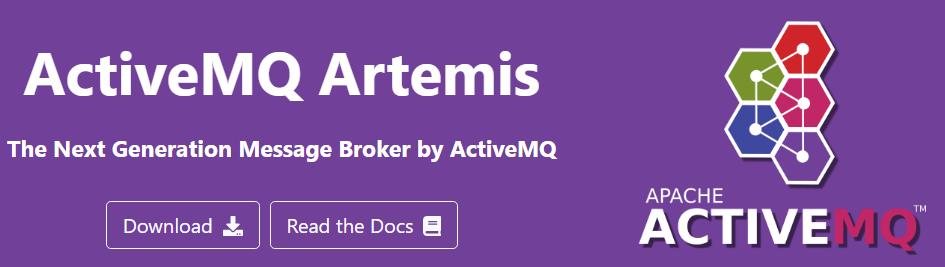 ActiveMQ Artemis
The Next Generation Message Broker by ActiveMQ
Download
Read the Docs
APACHE
ACTIVEMQ™